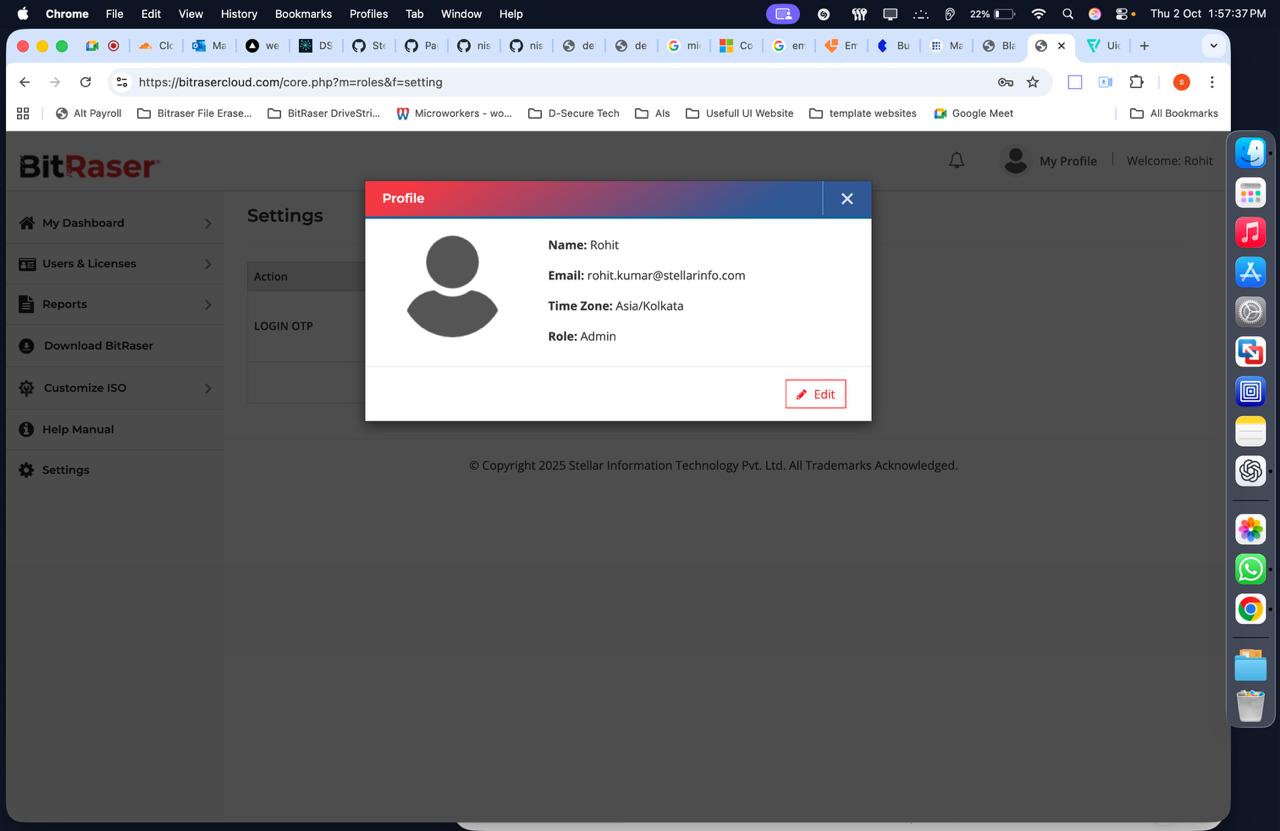 Chrome File Edit View History Bookmarks Profiles Tab Window Help 22% Thu 2 Oct 1:57:37 PM
Clo Ma we DS Ste Pa nis nis de de mic Co em Em Bu Ma Bla Uic
https://bitrasercloud.com/core.php?m=roles&f=setting S
Alt Payroll Bitraser File Erase... BitRaser DriveStri... Microworkers - wo... D-Secure Tech AIs Usefull UI Website template websites Google Meet All Bookmarks
BitRaser My Profile Welcome: Rohit
Profile
My Dashboard
Users & Licenses
Reports
Download BitRaser
Customize ISO
Help Manual
Settings
Settings
Action
LOGIN OTP
Name: Rohit
Email: rohit.kumar@stellarinfo.com
Time Zone: Asia/Kolkata
Role: Admin
Edit
© Copyright 2025 Stellar Information Technology Pvt. Ltd. All Trademarks Acknowledged.